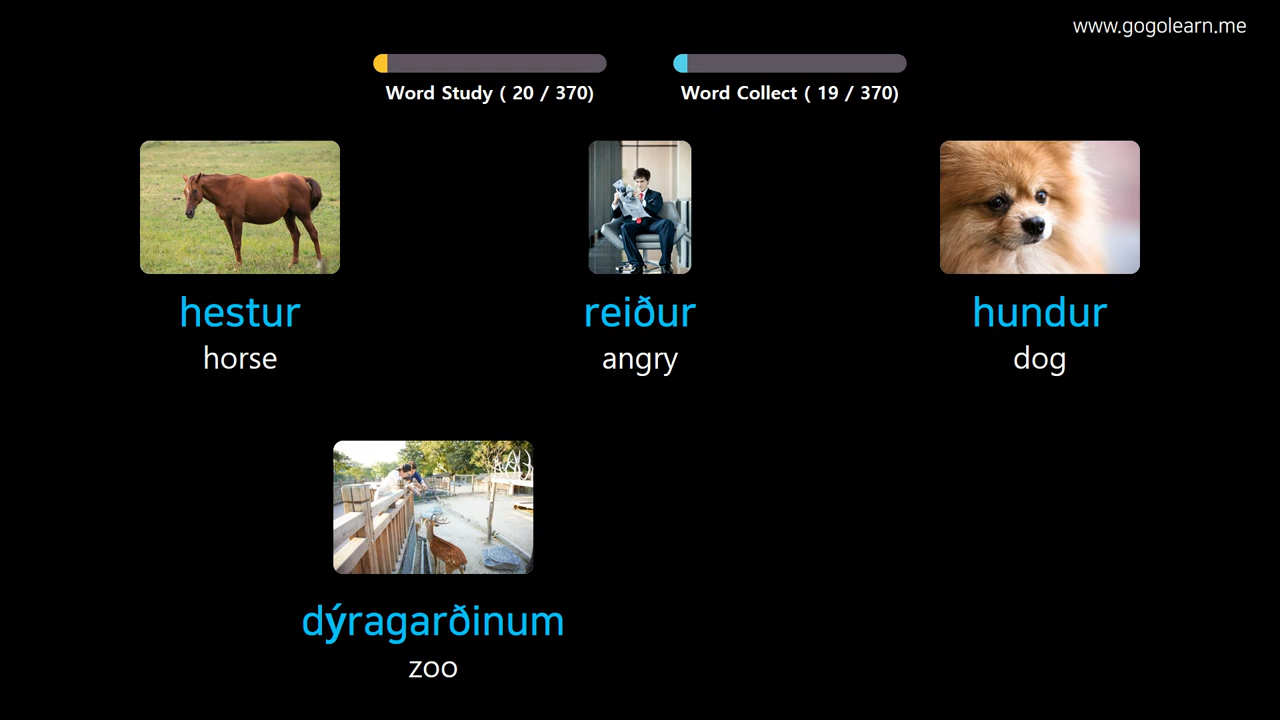 www.gogolearn.me
Word Study ( 20 / 370)
Word Collect ( 19 / 370)
hestur
horse
reiður
angry
hundur
dog
dýragarðinum
zoo